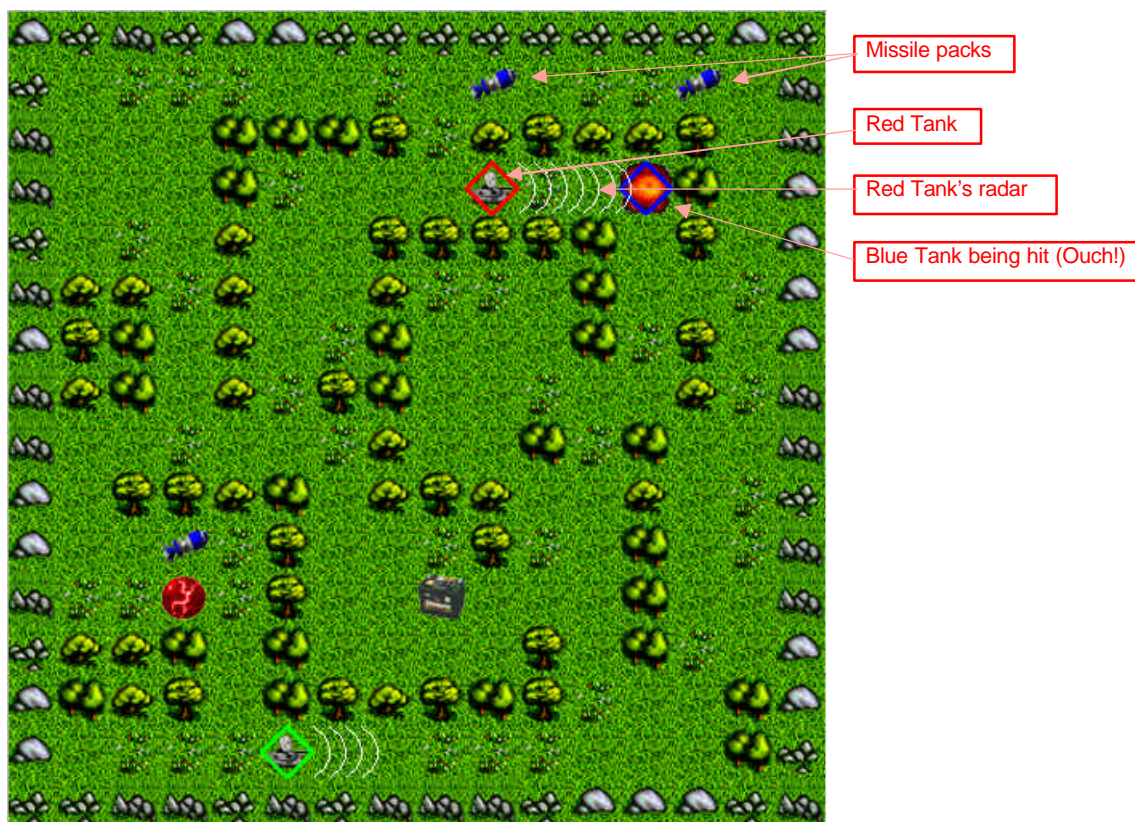 Missile packs
Red Tank
Red Tank's radar
Blue Tank being hit (Ouch!)